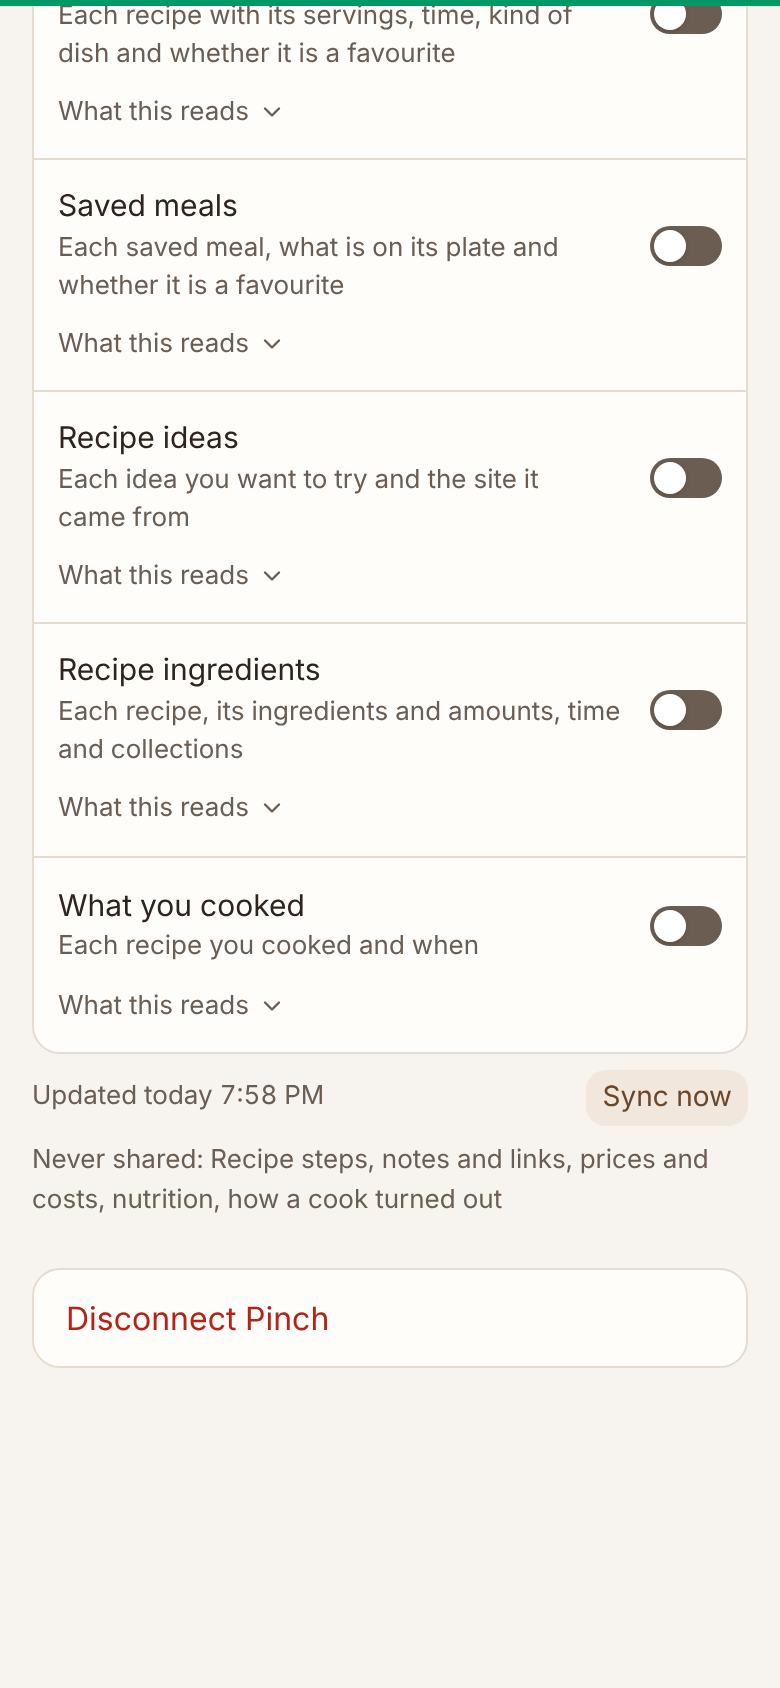 Each recipe with its servings, time, kind of
dish and whether it is a favourite
What this reads
Saved meals
Each saved meal, what is on its plate and
whether it is a favourite
What this reads
Recipe ideas
Each idea you want to try and the site it
came from
What this reads
Recipe ingredients
Each recipe, its ingredients and amounts, time
and collections
What this reads
What you cooked
Each recipe you cooked and when
What this reads
Updated today 7:58 PM
Sync now
Never shared: Recipe steps, notes and links, prices and
costs, nutrition, how a cook turned out
Disconnect Pinch